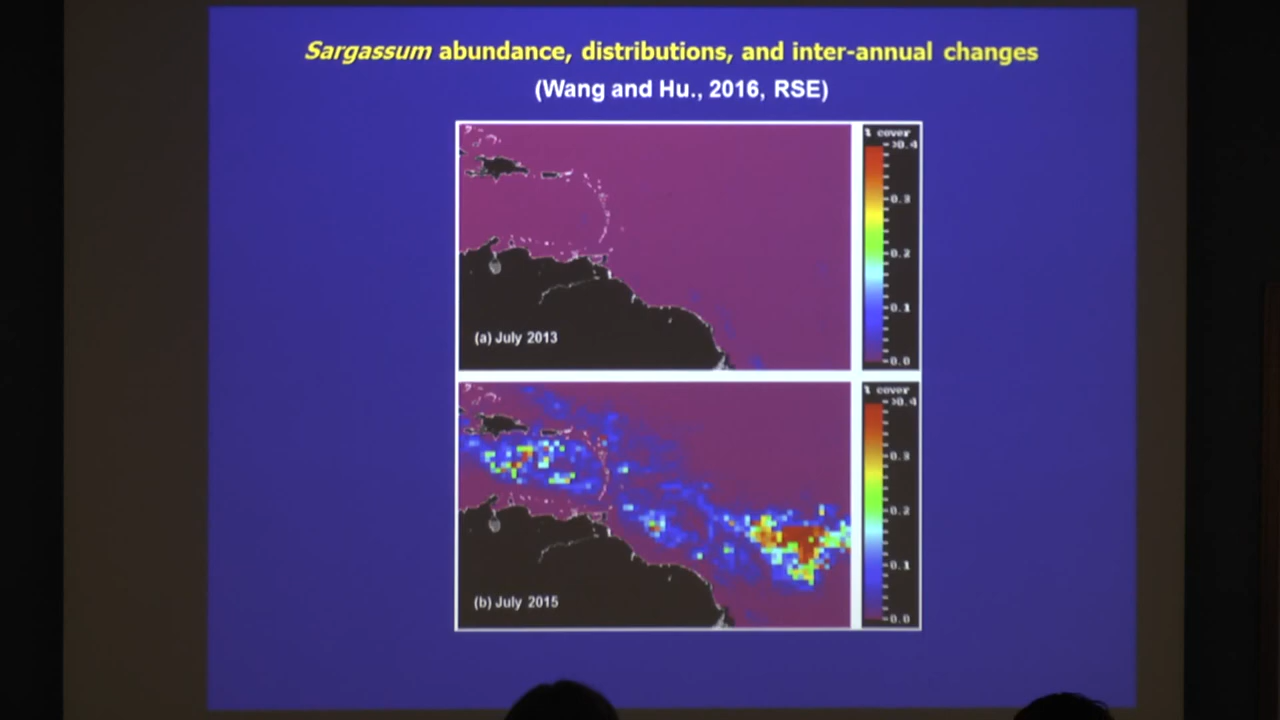 Sargassum abundance, distributions, and inter-annual changes
(Wang and Hu., 2016, RSE)
% cover
>0.4
0.3
0.2
0.1
0.0
(a) July 2013
% cover
>0.4
0.3
0.2
0.1
0.0
(b) July 2015